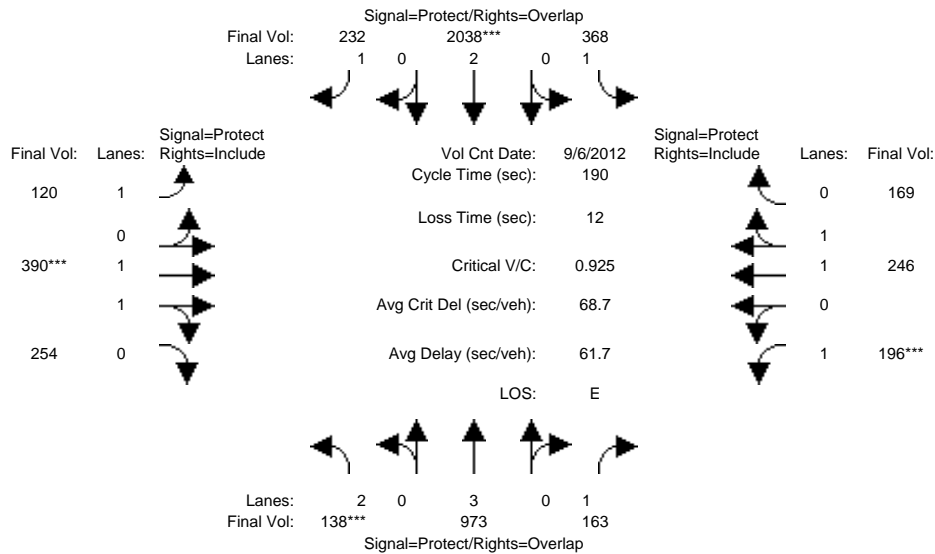 Signal=Protect/Rights=Overlap
Final Vol: 232 2038*** 368
Lanes: 1 0 2 0 1
Signal=Protect
Final Vol: Lanes: Rights=Include
Vol Cnt Date: 9/6/2012
Signal=Protect
Rights=Include Lanes: Final Vol:
Cycle Time (sec): 190
120 1 0 169
Loss Time (sec): 12
0 1
390*** 1 Critical V/C: 0.925 1 246
1 Avg Crit Del (sec/veh): 68.7 0
254 0 Avg Delay (sec/veh): 61.7 1 196***
LOS: E
Lanes: 2 0 3 0 1
Final Vol: 138*** 973 163
Signal=Protect/Rights=Overlap